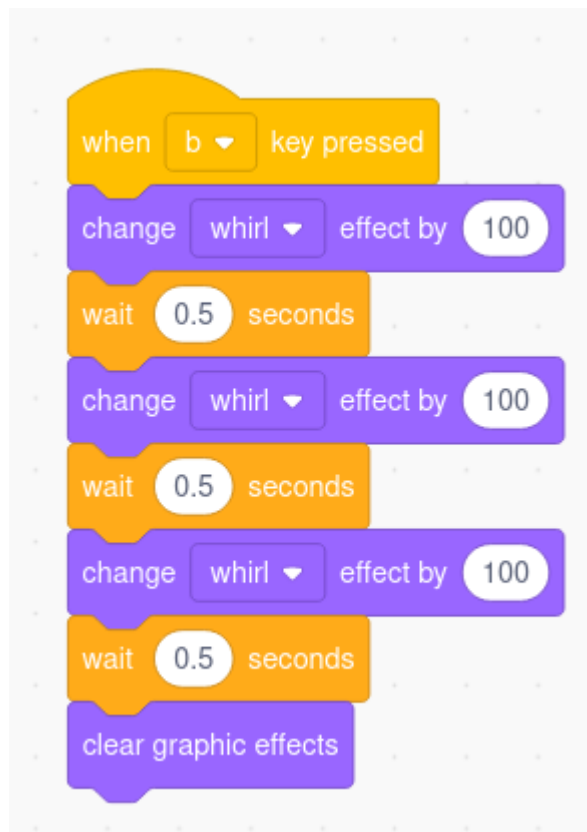 when b key pressed
change whirl effect by 100
wait 0.5 seconds
change whirl effect by 100
wait 0.5 seconds
change whirl effect by 100
wait 0.5 seconds
clear graphic effects